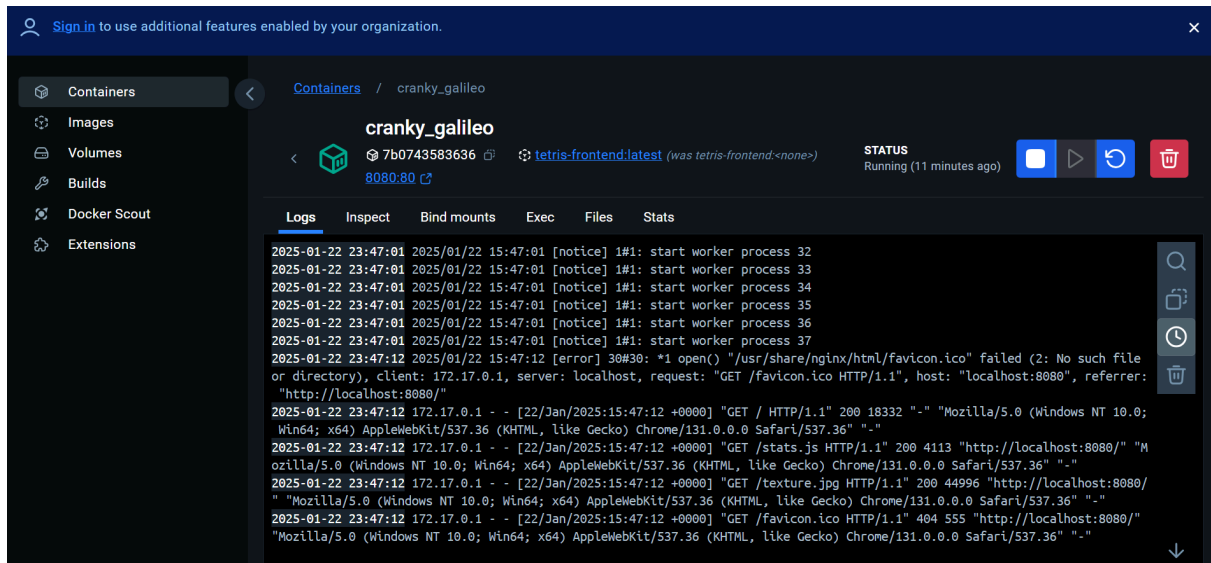 Sign in to use additional features enabled by your organization.
Containers
Images
Volumes
Builds
Docker Scout
Extensions
Containers / cranky_galileo
cranky_galileo
7b0743583636 tetris-frontend:latest (was tetris-frontend:<none>)
8080:80
STATUS
Running (11 minutes ago)
Logs Inspect Bind mounts Exec Files Stats
2025-01-22 23:47:01 2025/01/22 15:47:01 [notice] 1#1: start worker process 32
2025-01-22 23:47:01 2025/01/22 15:47:01 [notice] 1#1: start worker process 33
2025-01-22 23:47:01 2025/01/22 15:47:01 [notice] 1#1: start worker process 34
2025-01-22 23:47:01 2025/01/22 15:47:01 [notice] 1#1: start worker process 35
2025-01-22 23:47:01 2025/01/22 15:47:01 [notice] 1#1: start worker process 36
2025-01-22 23:47:01 2025/01/22 15:47:01 [notice] 1#1: start worker process 37
2025-01-22 23:47:12 2025/01/22 15:47:12 [error] 30#30: *1 open() "/usr/share/nginx/html/favicon.ico" failed (2: No such file
or directory), client: 172.17.0.1, server: localhost, request: "GET /favicon.ico HTTP/1.1", host: "localhost:8080", referrer:
"http://localhost:8080/"
2025-01-22 23:47:12 172.17.0.1 - - [22/Jan/2025:15:47:12 +0000] "GET / HTTP/1.1" 200 18332 "-" "Mozilla/5.0 (Windows NT 10.0;
Win64; x64) AppleWebKit/537.36 (KHTML, like Gecko) Chrome/131.0.0.0 Safari/537.36" "-"
2025-01-22 23:47:12 172.17.0.1 - - [22/Jan/2025:15:47:12 +0000] "GET /stats.js HTTP/1.1" 200 4113 "http://localhost:8080/" "M
ozilla/5.0 (Windows NT 10.0; Win64; x64) AppleWebKit/537.36 (KHTML, like Gecko) Chrome/131.0.0.0 Safari/537.36" "-"
2025-01-22 23:47:12 172.17.0.1 - - [22/Jan/2025:15:47:12 +0000] "GET /texture.jpg HTTP/1.1" 200 44996 "http://localhost:8080/
" "Mozilla/5.0 (Windows NT 10.0; Win64; x64) AppleWebKit/537.36 (KHTML, like Gecko) Chrome/131.0.0.0 Safari/537.36" "-"
2025-01-22 23:47:12 172.17.0.1 - - [22/Jan/2025:15:47:12 +0000] "GET /favicon.ico HTTP/1.1" 404 555 "http://localhost:8080/"
"Mozilla/5.0 (Windows NT 10.0; Win64; x64) AppleWebKit/537.36 (KHTML, like Gecko) Chrome/131.0.0.0 Safari/537.36" "-"